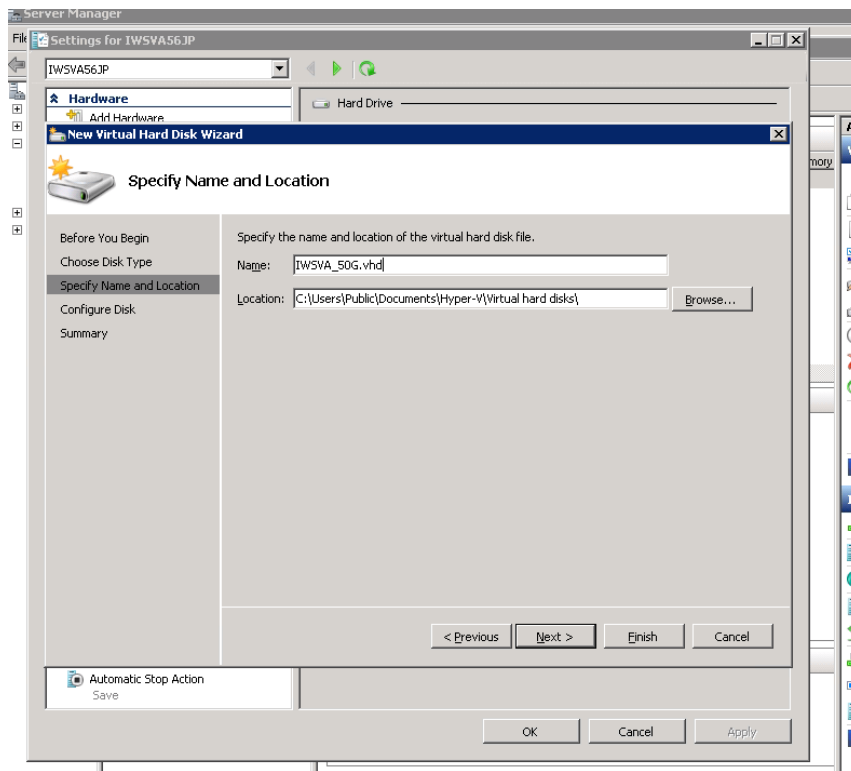 Server Manager
File
Settings for IWSVA56JP
IWSVA56JP
Hardware
Add Hardware
Hard Drive
New Virtual Hard Disk Wizard
Specify Name and Location
Before You Begin
Choose Disk Type
Specify Name and Location
Configure Disk
Summary
Specify the name and location of the virtual hard disk file.
Name: IWSVA_50G.vhd
Location: C:\Users\Public\Documents\Hyper-V\Virtual hard disks\ Browse...
< Previous Next > Finish Cancel
Automatic Stop Action
Save
OK Cancel Apply